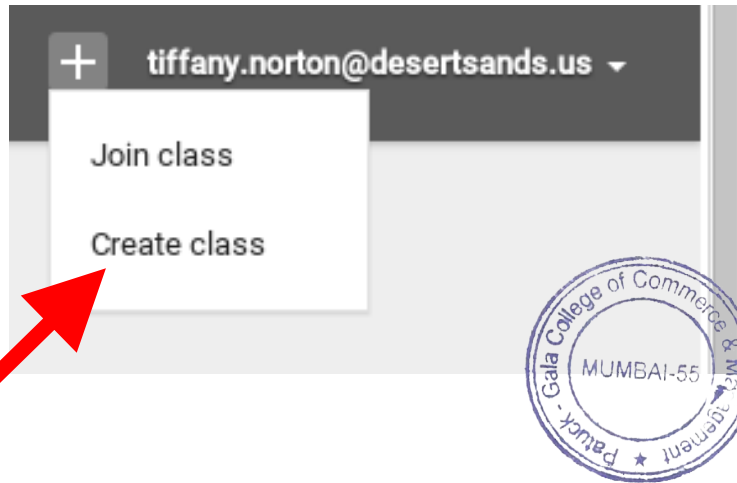 + tiffany.norton@desertsands.us
Join class
Create class
Patuck - Gala College of Commerce & Management ★
MUMBAI-55